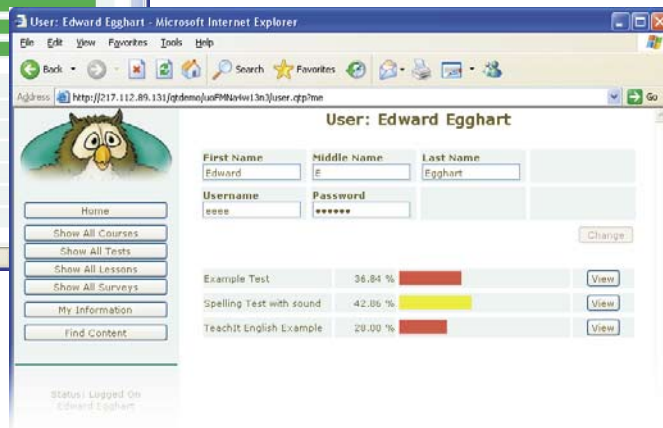 User: Edward Egghart - Microsoft Internet Explorer
File Edit View Favorites Tools Help
Back Search Favorites
Address http://217.112.89.131/qtdemo/uoFMNa4w13n3/user.qtp?me Go
User: Edward Egghart
First Name Middle Name Last Name
Edward E Egghart
Username Password
eeee ••••••
Change
Home
Show All Courses
Show All Tests
Show All Lessons
Show All Surveys
My Information
Find Content
Example Test 36.84 % View
Spelling Test with sound 42.86 % View
TeachIt English Example 28.00 % View
Status: Logged On
Edward Egghart